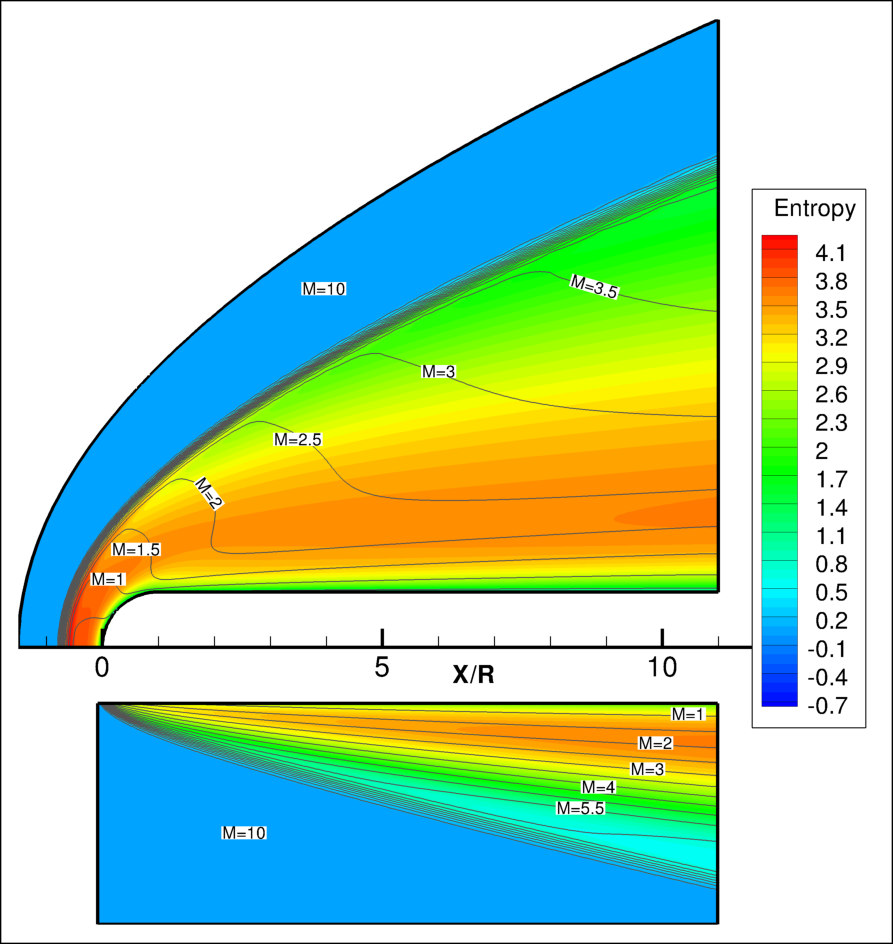 Entropy
4.1
3.8
3.5
3.2
2.9
2.6
2.3
2
1.7
1.4
1.1
0.8
0.5
0.2
-0.1
-0.4
-0.7
M=10
M=3.5
M=3
M=2.5
M=2
M=1.5
M=1
0 5 10
X/R
M=1
M=2
M=3
M=4
M=5.5
M=10